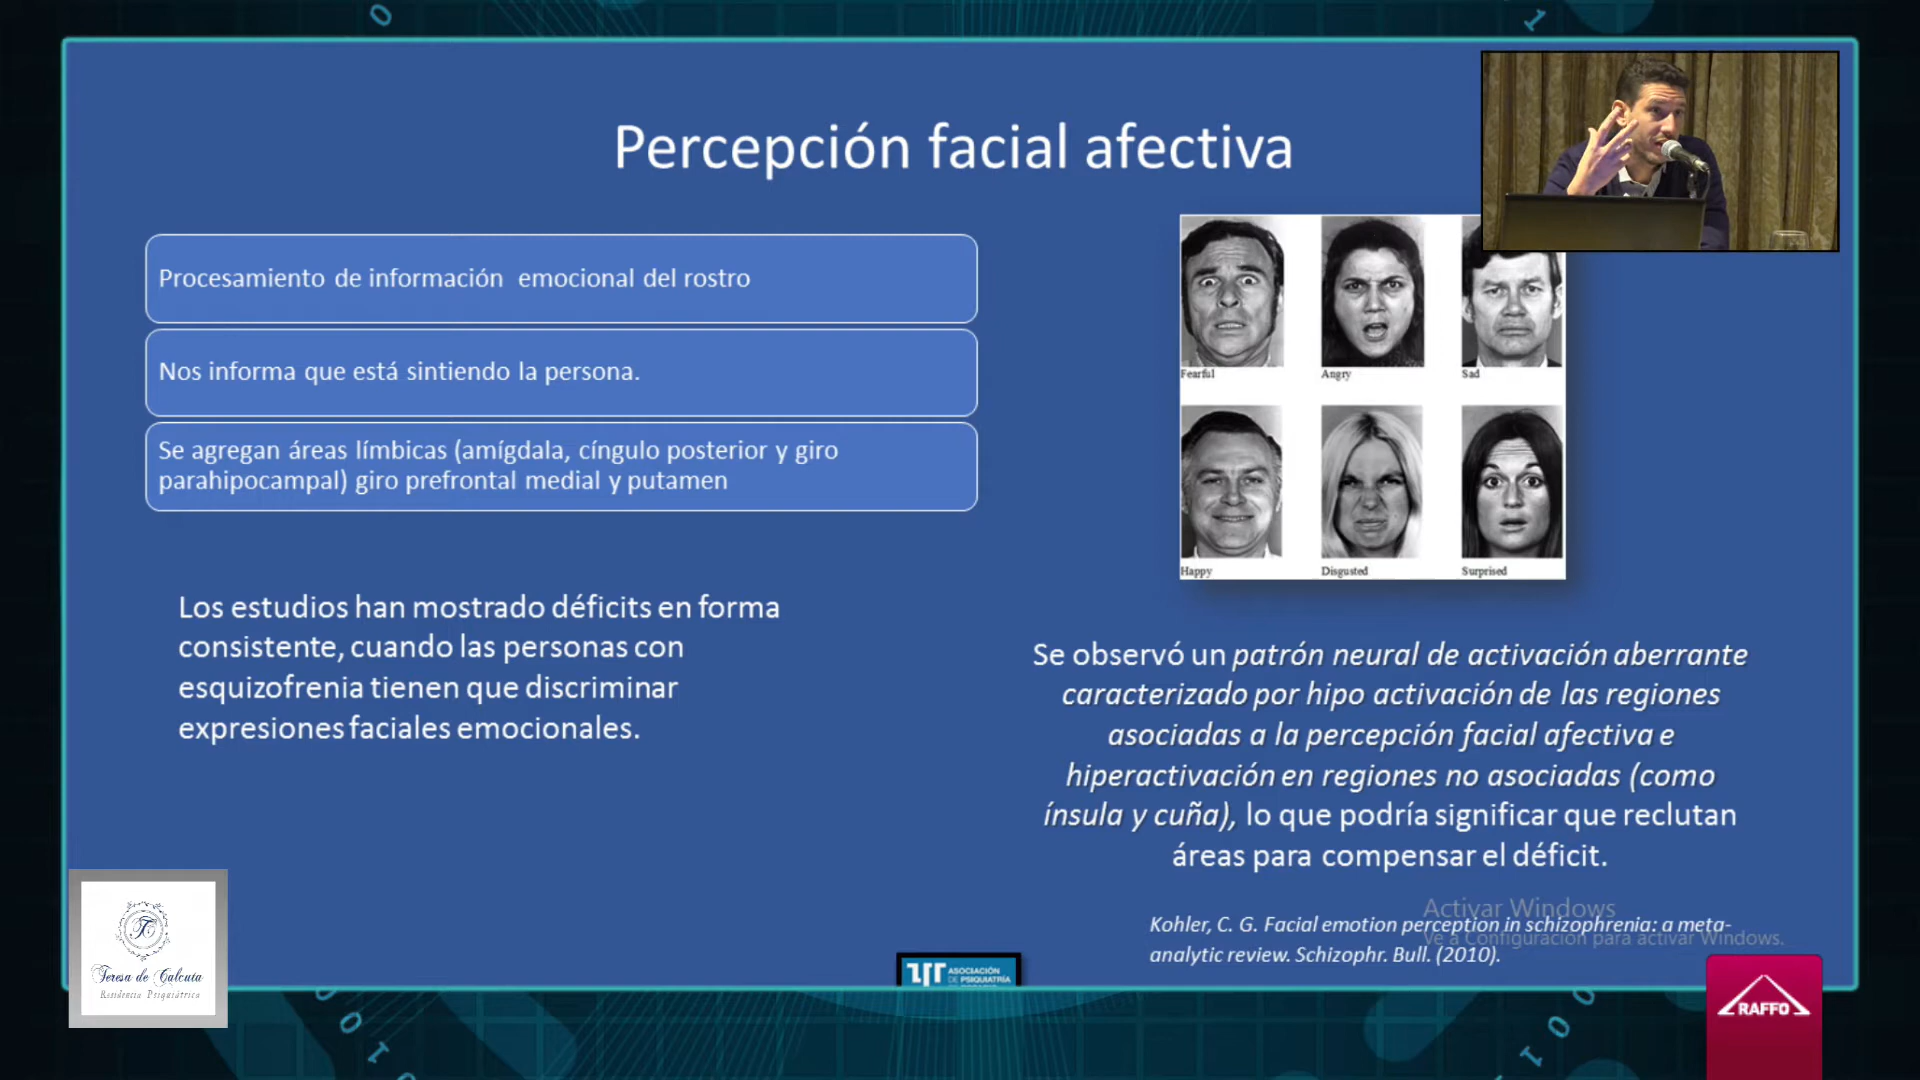 Percepción facial afectiva
Procesamiento de información emocional del rostro
Nos informa que está sintiendo la persona.
Se agregan áreas límbicas (amígdala, cíngulo posterior y giro
parahipocampal) giro prefrontal medial y putamen
Los estudios han mostrado déficits en forma
consistente, cuando las personas con
esquizofrenia tienen que discriminar
expresiones faciales emocionales.
Fearful
Angry
Sad
Happy
Disgusted
Surprised
Se observó un patrón neural de activación aberrante
caracterizado por hipo activación de las regiones
asociadas a la percepción facial afectiva e
hiperactivación en regiones no asociadas (como
ínsula y cuña), lo que podría significar que reclutan
áreas para compensar el déficit.
Kohler, C. G. Facial emotion perception in schizophrenia: a meta-
analytic review. Schizophr. Bull. (2010).
Activar Windows
Ve a Configuración para activar Windows.
TC
Teresa de Calcuta
Residencia Psiquiátrica
ASOCIACIÓN
DE PSIQUIATRÍA
RAFFO